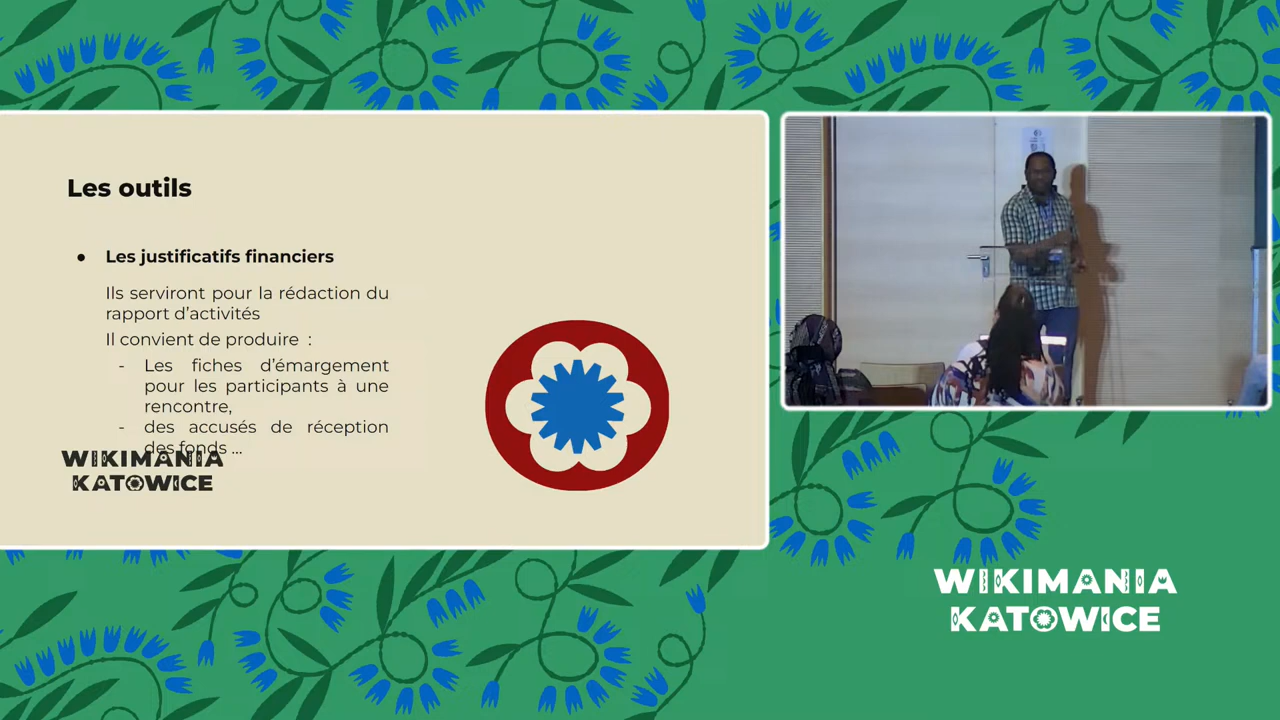 Les outils
● Les justificatifs financiers
Ils serviront pour la rédaction du
rapport d’activités
Il convient de produire :
- Les fiches d’émargement
pour les participants à une
rencontre,
- des accusés de réception
des fonds ...
WIKIMANIA
KATOWICE
WIKIMANIA
KATOWICE